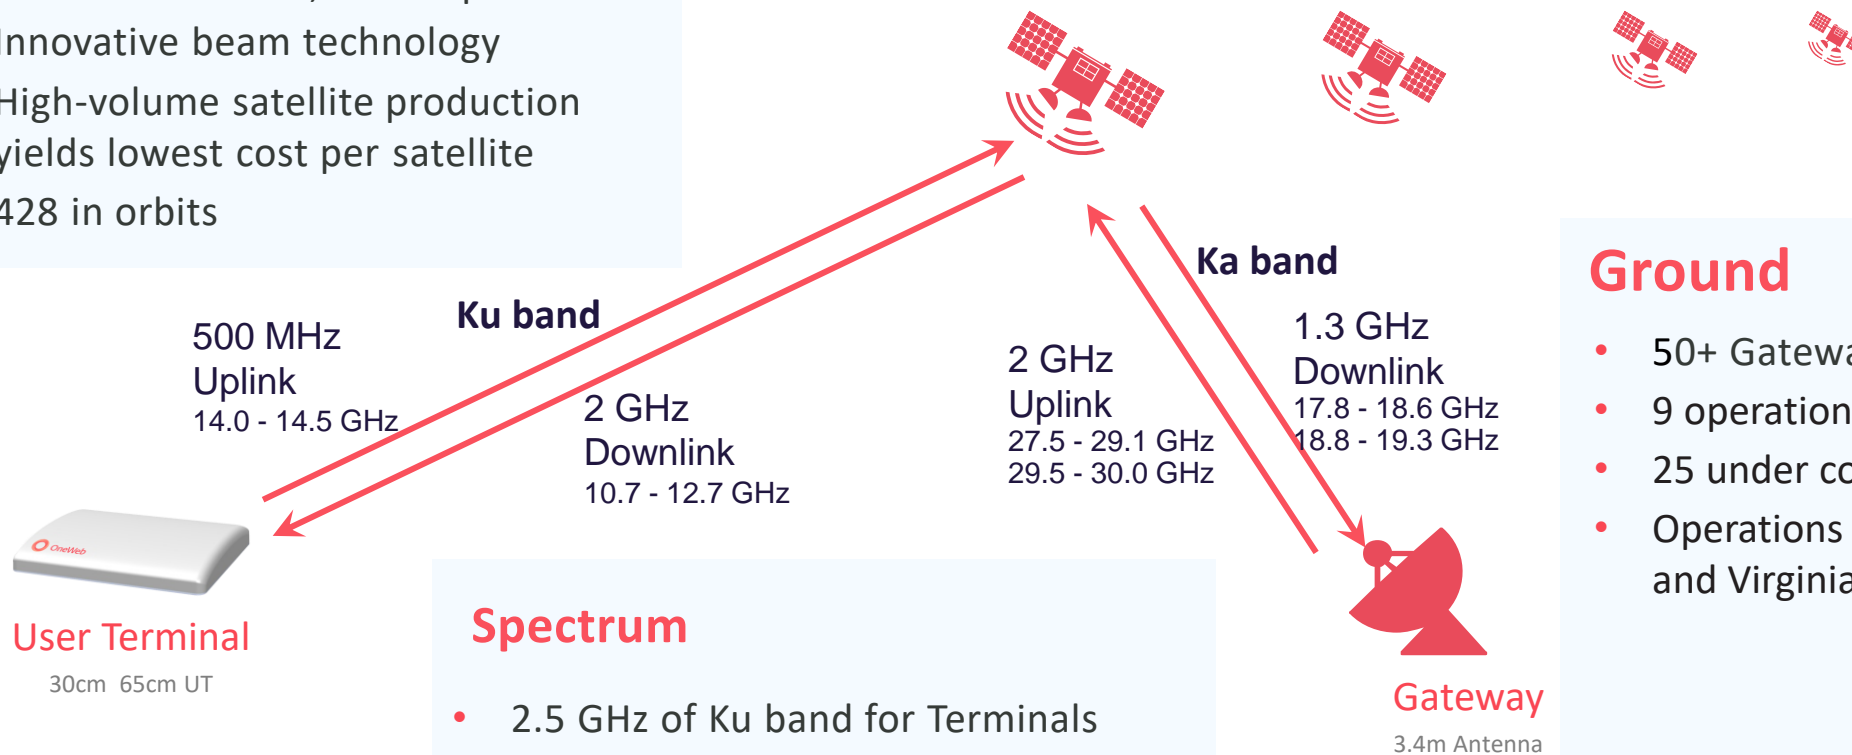 Innovative beam technology
High-volume satellite production
yields lowest cost per satellite
428 in orbits
Ku band
500 MHz
Uplink
14.0 - 14.5 GHz
2 GHz
Downlink
10.7 - 12.7 GHz
Ka band
2 GHz
Uplink
27.5 - 29.1 GHz
29.5 - 30.0 GHz
1.3 GHz
Downlink
17.8 - 18.6 GHz
18.8 - 19.3 GHz
OneWeb
User Terminal
30cm 65cm UT
Spectrum
• 2.5 GHz of Ku band for Terminals
Gateway
3.4m Antenna
Ground
• 50+
• 9
• 25 under
• Operations
and Virginia